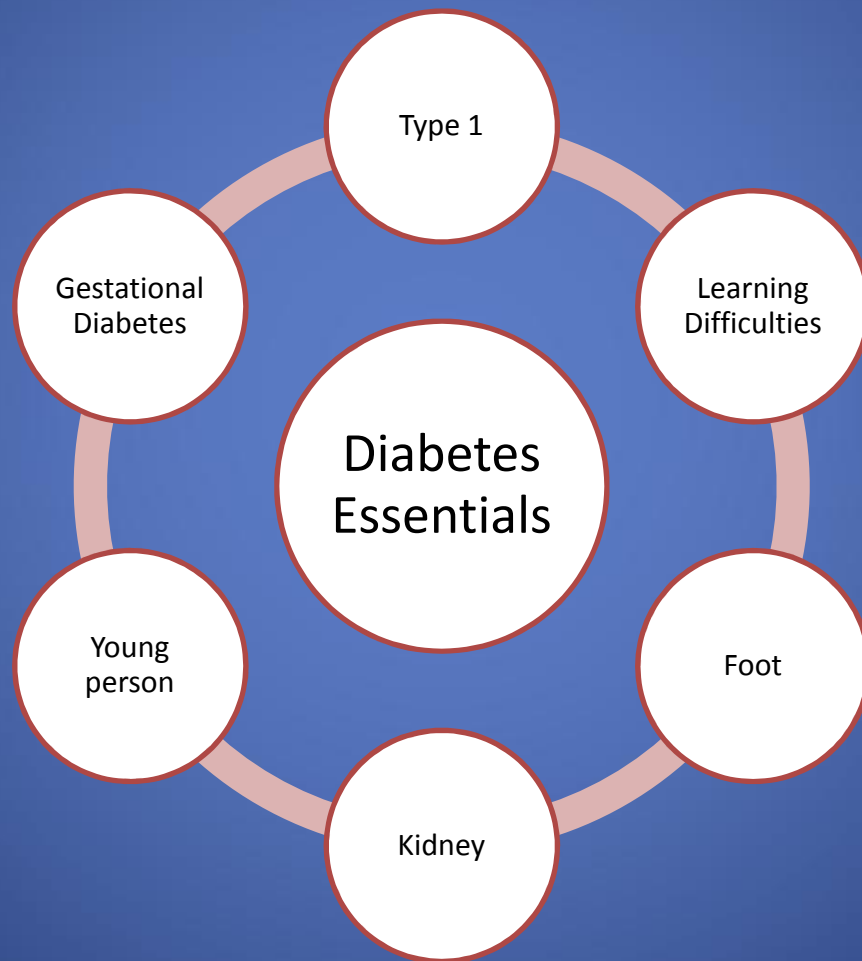 Type 1
Gestational
Diabetes
Learning
Difficulties
Diabetes
Essentials
Young
person
Foot
Kidney